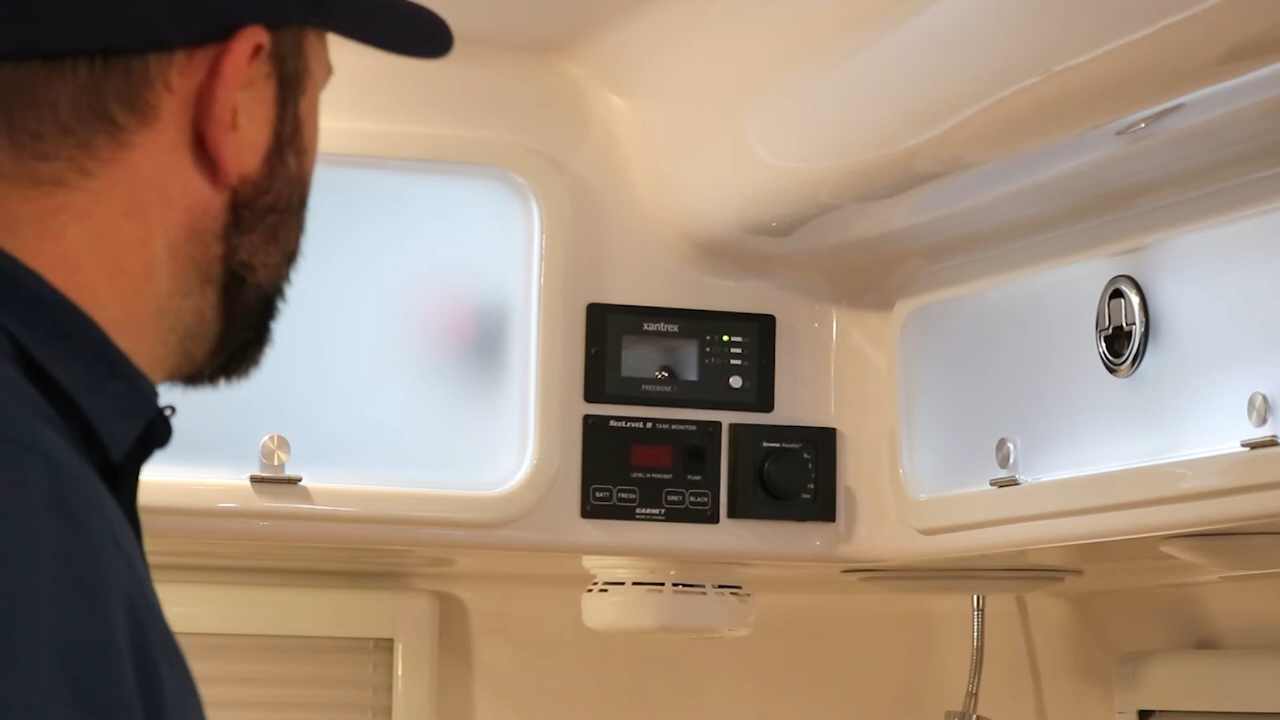 xantrex
FREEDOM
SeeLeveL II TANK MONITOR
LEVEL IN PERCENT
PUMP
BATT
FRESH
GREY
BLACK
GARNET